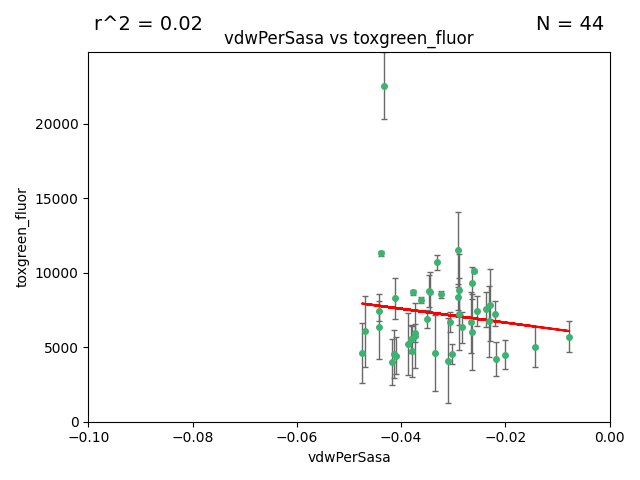 r^2 = 0.02
N = 44
vdwPerSasa vs toxgreen_fluor
toxgreen_fluor
20000
15000
10000
5000
0
−0.10
−0.08
−0.06
−0.04
−0.02
0.00
vdwPerSasa